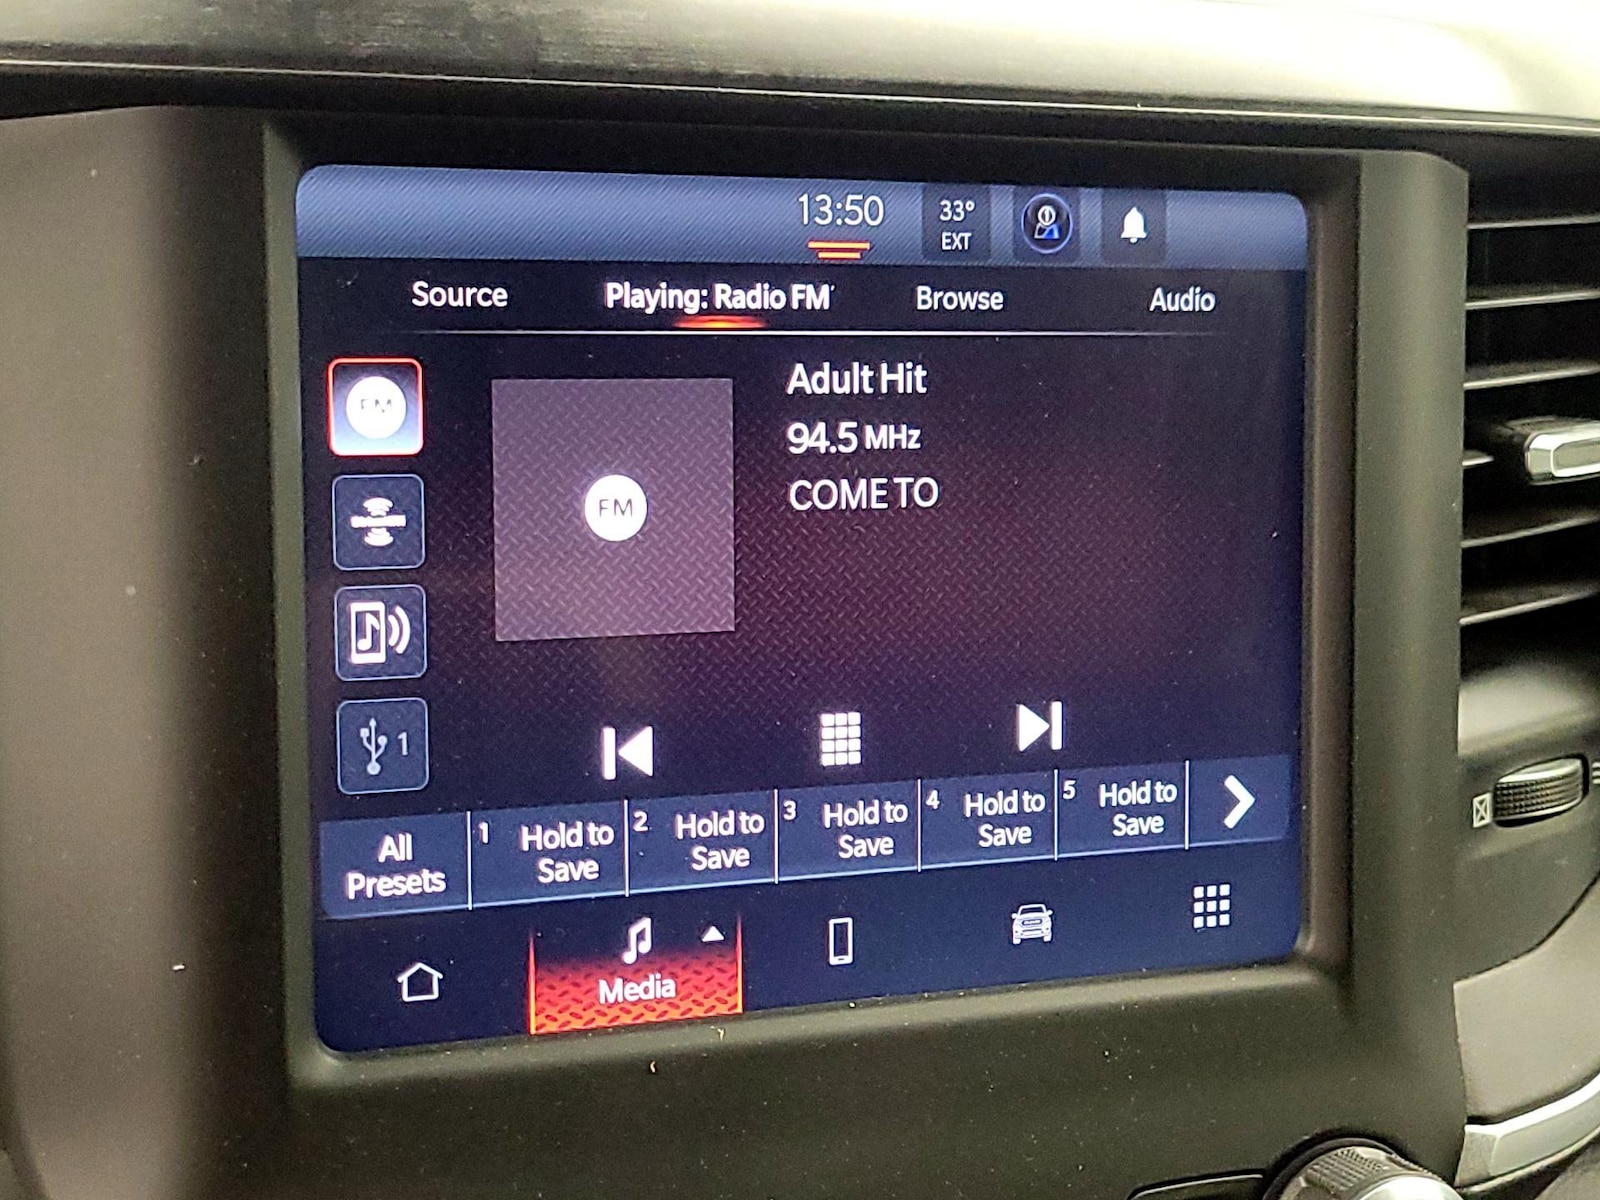 13:50
33°
EXT
Source
Playing: Radio FM
Browse
Audio
FM
Adult Hit
94.5 MHz
COME TO
FM
1
All
Presets
1 Hold to
Save
2 Hold to
Save
3 Hold to
Save
4 Hold to
Save
5 Hold to
Save
Media